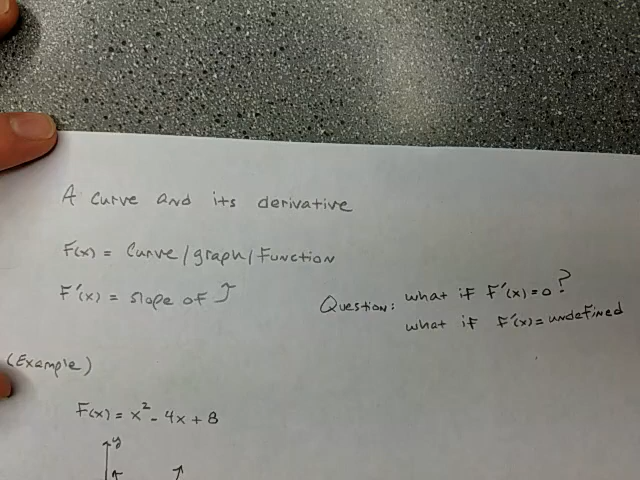 A curve and its derivative
F(x) = Curve/graph/Function
F'(x) = slope of ↑
Question: what if F'(x)=0?
what if F'(x)= undefined
(Example)
F(x) = x² - 4x + 8
y